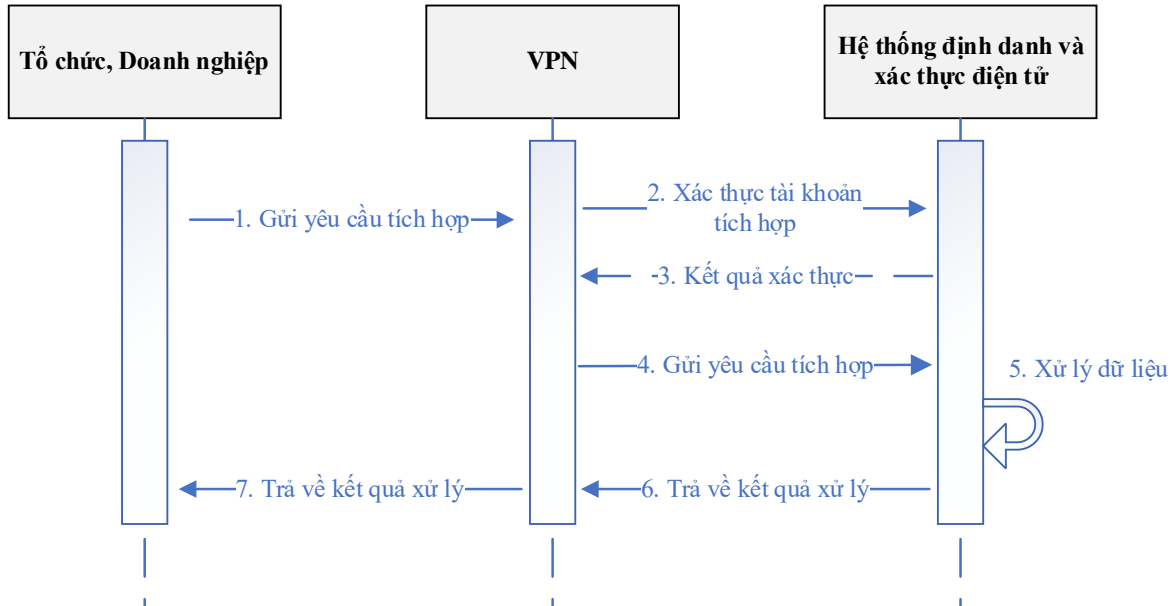 Tổ chức, Doanh nghiệp
VPN
Hệ thống định danh và
xác thực điện tử
1. Gửi yêu cầu tích hợp
2. Xác thực tài khoản
tích hợp
3. Kết quả xác thực
4. Gửi yêu cầu tích hợp
5. Xử lý dữ liệu
7. Trả về kết quả xử lý
6. Trả về kết quả xử lý